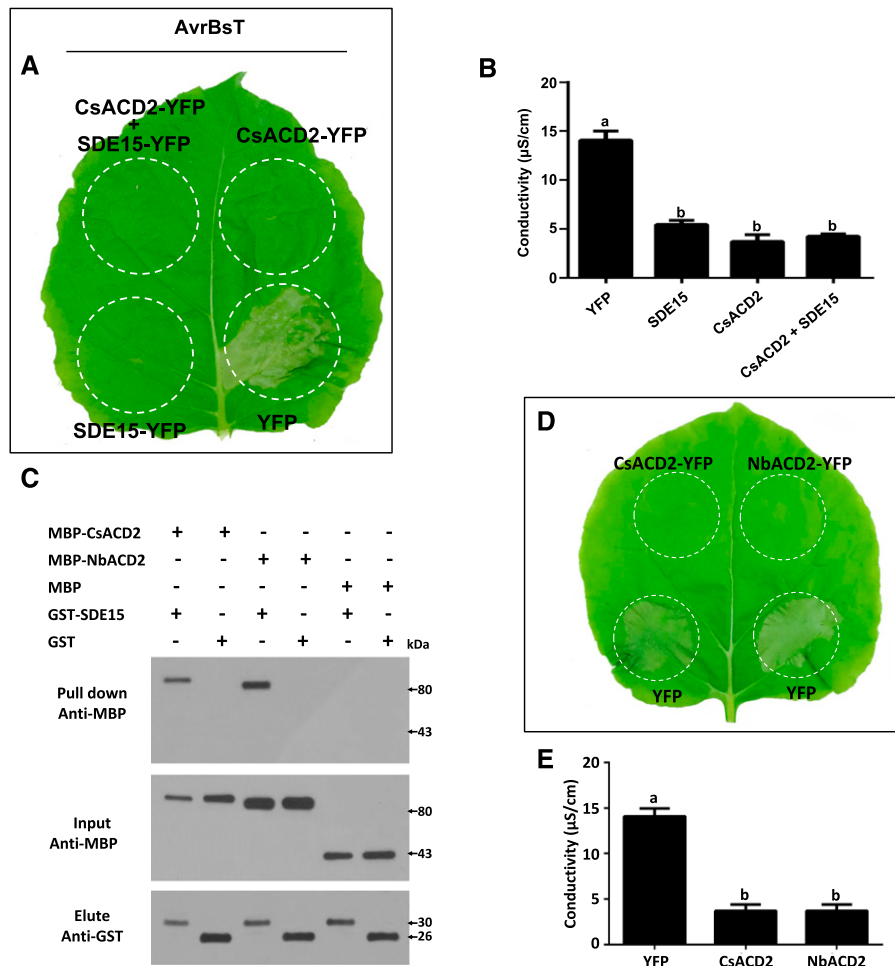 AvrBsT
A
CsACD2-YFP
+
SDE15-YFP
CsACD2-YFP
SDE15-YFP
YFP
B
Conductivity (µS/cm)
20
15
10
5
0
a
b
b
b
YFP
SDE15
CsACD2
CsACD2 + SDE15
C
MBP-CsACD2 + + - - - -
MBP-NbACD2 - - + + - -
MBP - - - - + +
GST-SDE15 + - + - + -
GST - + - + - + kDa
Pull down
Anti-MBP
80
43
Input
Anti-MBP
80
43
Elute
Anti-GST
30
26
D
CsACD2-YFP
NbACD2-YFP
YFP
YFP
E
Conductivity (µS/cm)
20
15
10
5
0
a
b
b
YFP
CsACD2
NbACD2